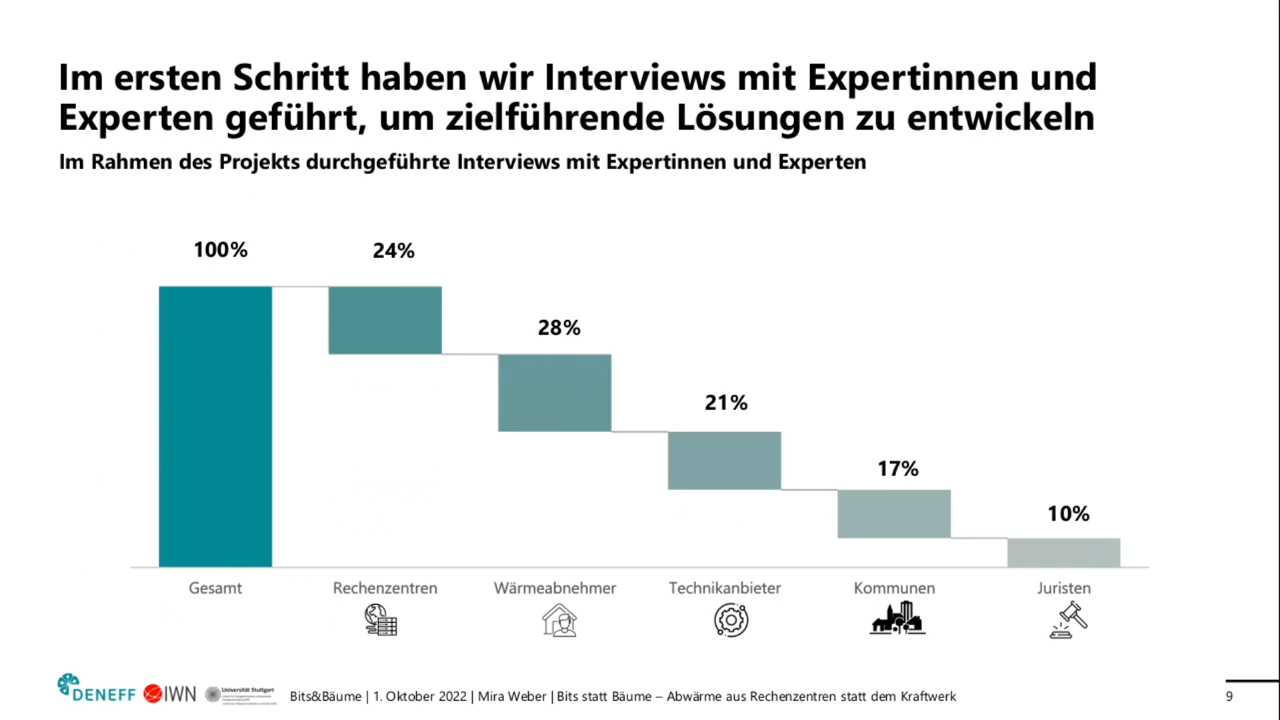 Im ersten Schritt haben wir Interviews mit Expertinnen und
Experten geführt, um zielführende Lösungen zu entwickeln
Im Rahmen des Projekts durchgeführte Interviews mit Expertinnen und Experten
100%
24%
28%
21%
17%
10%
Gesamt
Rechenzentren
Wärmeabnehmer
Technikanbieter
Kommunen
Juristen
DENEFF
IWN
Universität Stuttgart
Bits&Bäume | 1. Oktober 2022 | Mira Weber | Bits statt Bäume – Abwärme aus Rechenzentren statt dem Kraftwerk
9